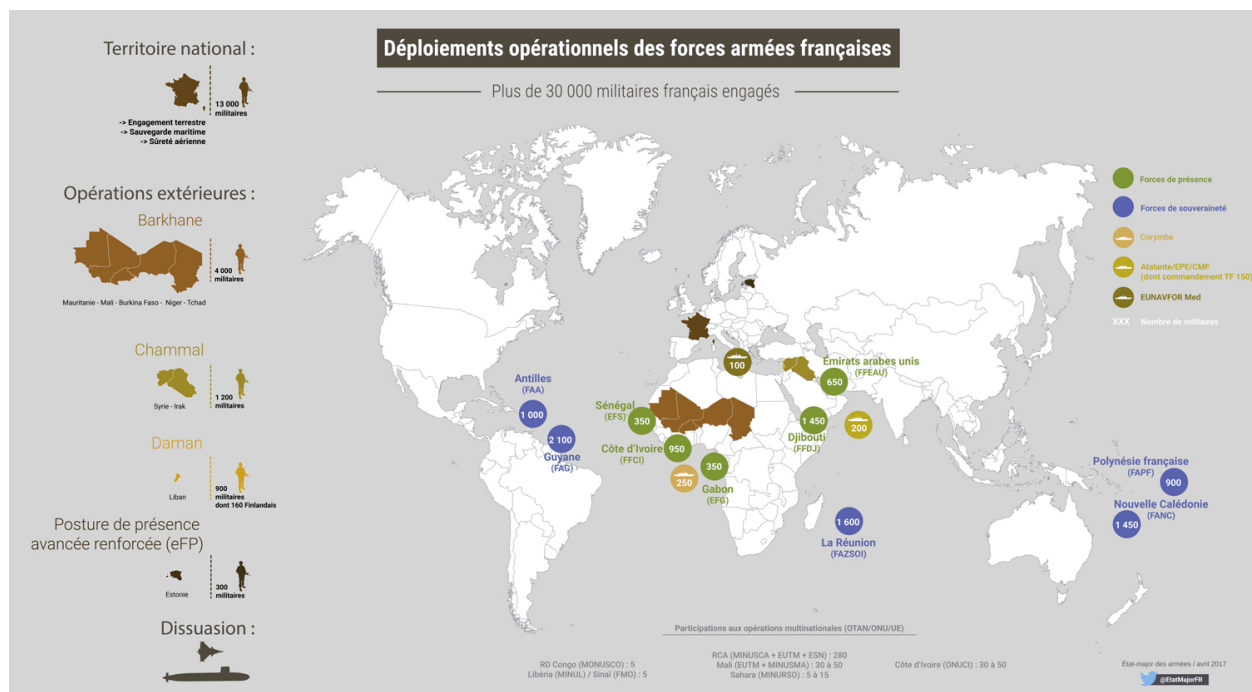 Déploiements opérationnels des forces armées françaises
Plus de 30 000 militaires français engagés
Territoire national :
13 000
militaires
-> Engagement terrestre
-> Sauvegarde maritime
-> Sûreté aérienne
Opérations extérieures :
Barkhane
4 000
militaires
Mauritanie - Mali - Burkina Faso - Niger - Tchad
Chammal
1 200
militaires
Syrie - Irak
Daman
900
militaires
dont 160 Finlandais
Liban
Posture de présence
avancée renforcée (eFP)
300
militaires
Estonie
Dissuasion :
Forces de présence
Forces de souveraineté
Corymbe
Atalante/EPE/CMF
(dont commandement TF 150)
EUNAVFOR Med
XXX Nombre de militaires
100
Émirats arabes unis
(FFEAU)
650
Antilles
(FAA)
1 000
2 100
Guyane
(FAG)
Sénégal
(EFS)
350
Côte d'Ivoire
(FFCI)
950
250
350
Gabon
(EFG)
1 450
Djibouti
(FFDJ)
200
1 600
La Réunion
(FAZSOI)
Polynésie française
(FAPF)
900
Nouvelle Calédonie
(FANC)
1 450
Participations aux opérations multinationales (OTAN/ONU/UE)
RD Congo (MONUSCO) : 5
Libéria (MINUL) / Sinaï (FMO) : 5
RCA (MINUSCA + EUTM + ESN) : 280
Mali (EUTM + MINUSMA) : 30 à 50
Sahara (MINURSO) : 5 à 15
Côte d'Ivoire (ONUCI) : 30 à 50
État-major des armées / avril 2017
@EtatMajorFR